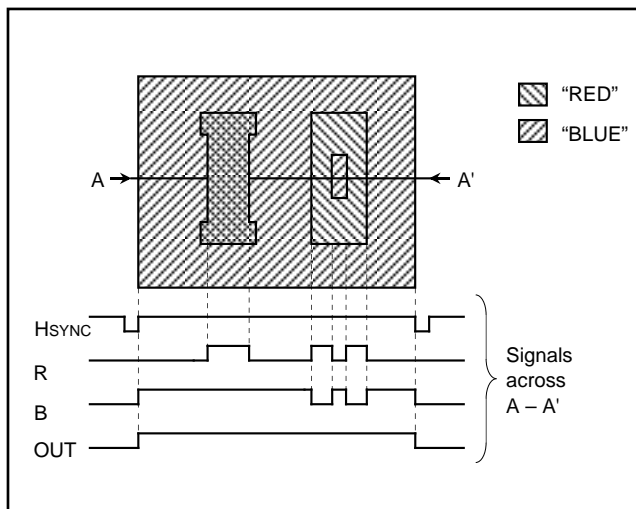 “RED”
“BLUE”
A
A'
HSYNC
R
B
OUT
Signals
across
A – A'